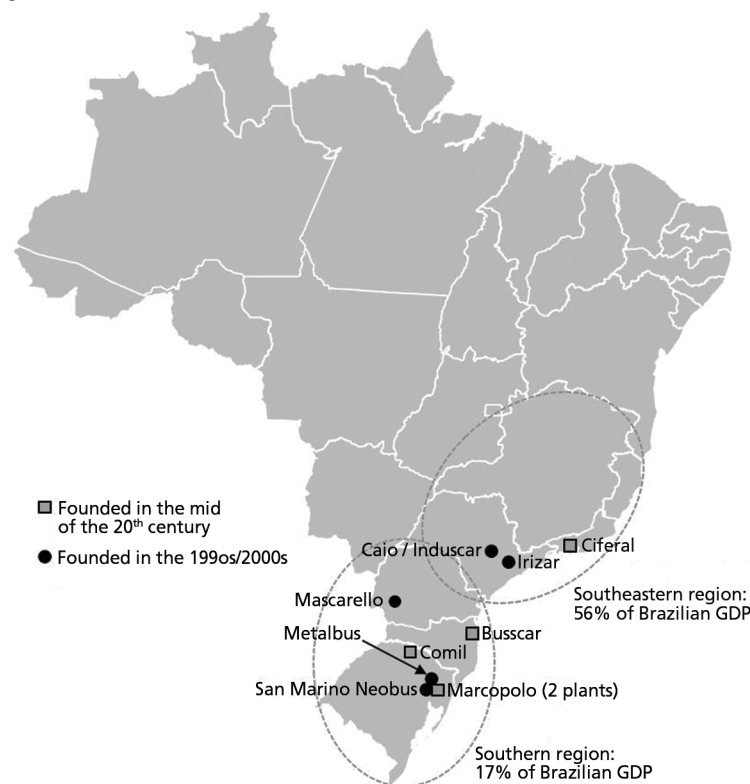 Founded in the mid
of the 20th century
Founded in the 199os/2000s
Caio / Induscar
Ciferal
Irizar
Southeastern region:
56% of Brazilian GDP
Mascarello
Metalbus
Busscar
Comil
San Marino Neobus
Marcopolo (2 plants)
Southern region:
17% of Brazilian GDP